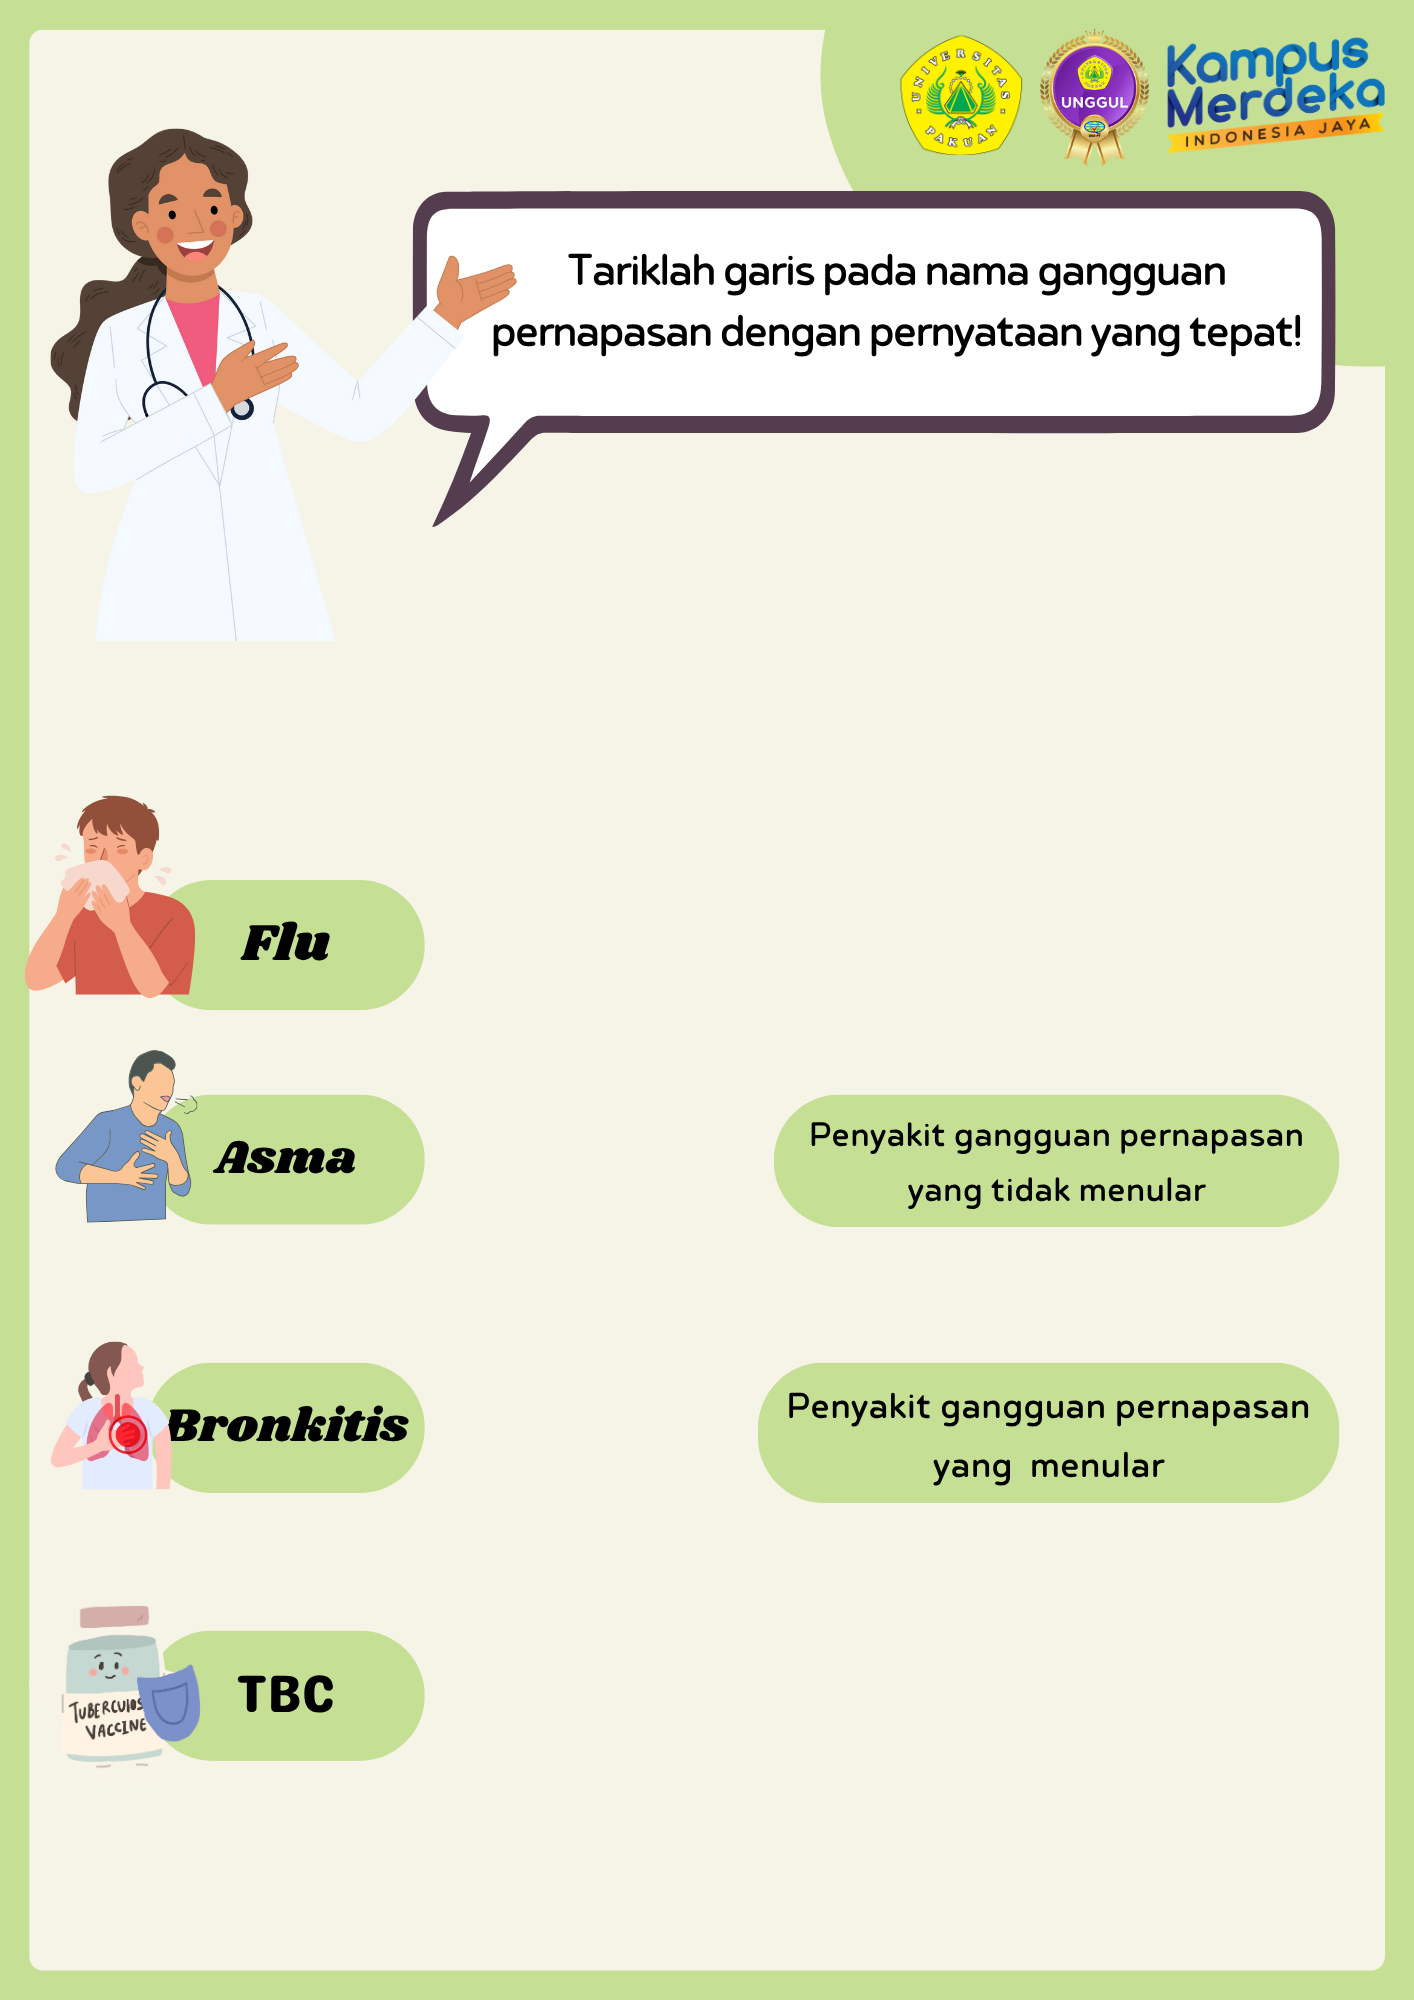 UNIVERSITAS
PAKUAN
UNGGUL
Kampus
Merdeka
INDONESIA JAYA
Tariklah garis pada nama gangguan
pernapasan dengan pernyataan yang tepat!
Flu
Asma
Penyakit gangguan pernapasan
yang tidak menular
Bronkitis
Penyakit gangguan pernapasan
yang menular
TBC
VACCINE